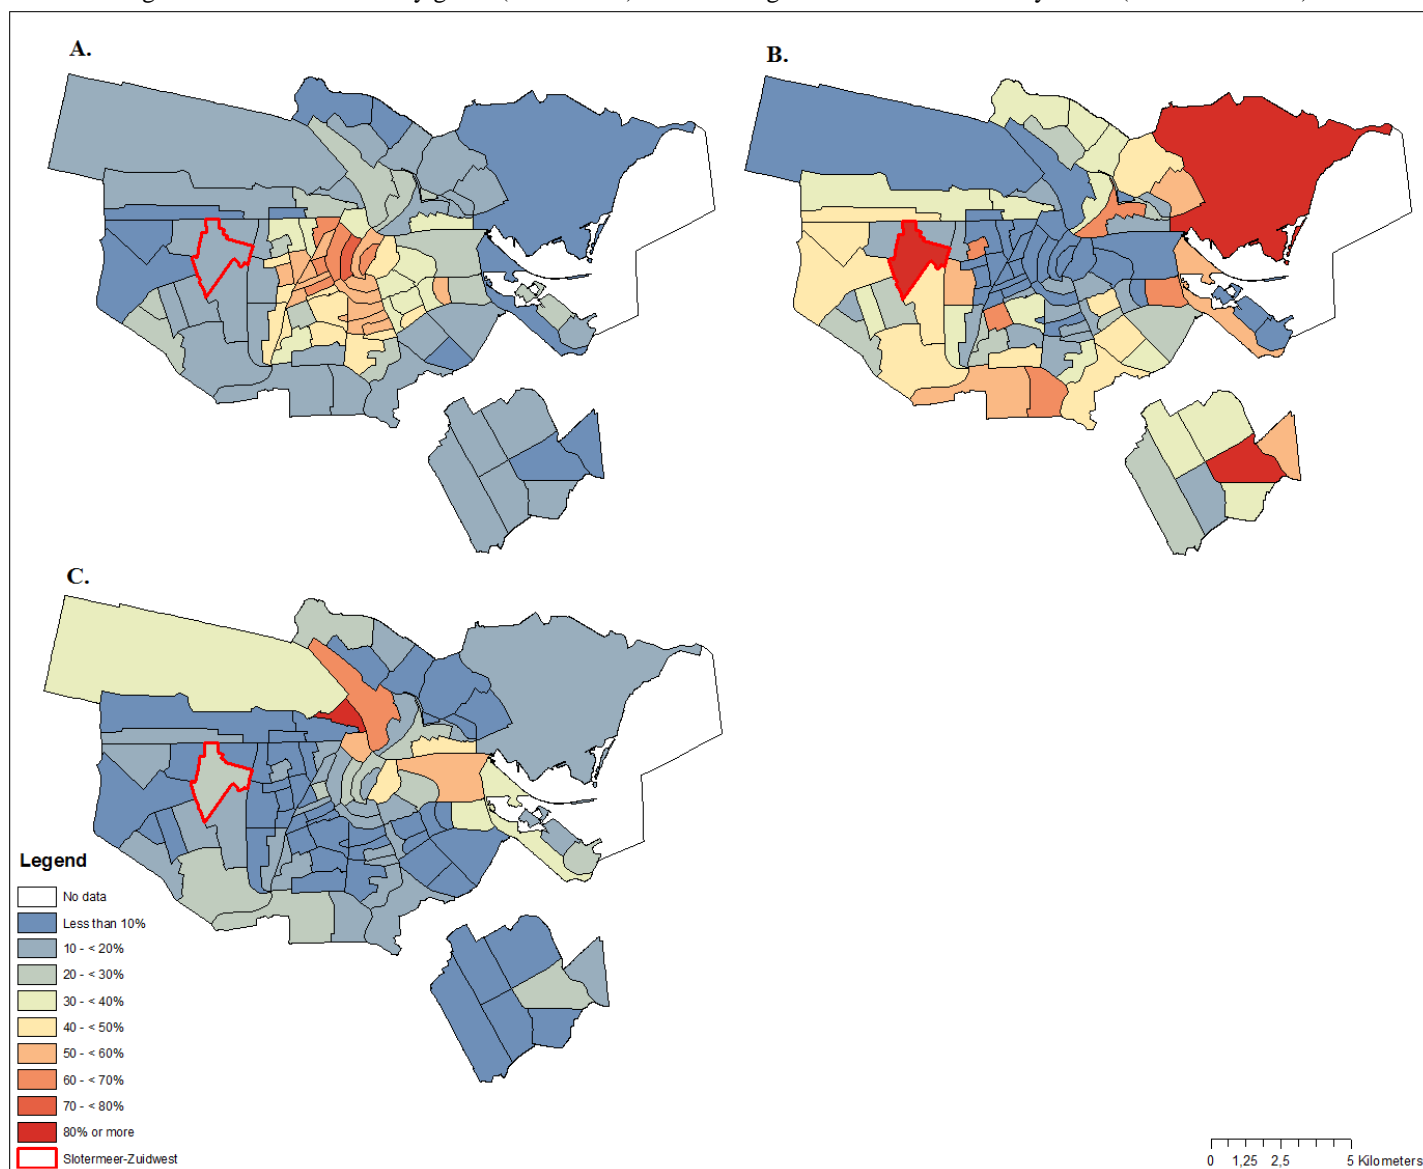 A.
B.
C.
Legend
No data
Less than 10%
10 - < 20%
20 - < 30%
30 - < 40%
40 - < 50%
50 - < 60%
60 - < 70%
70 - < 80%
80% or more
Slotermeer-Zuidwest
0 1,25 2,5 5 Kilometers